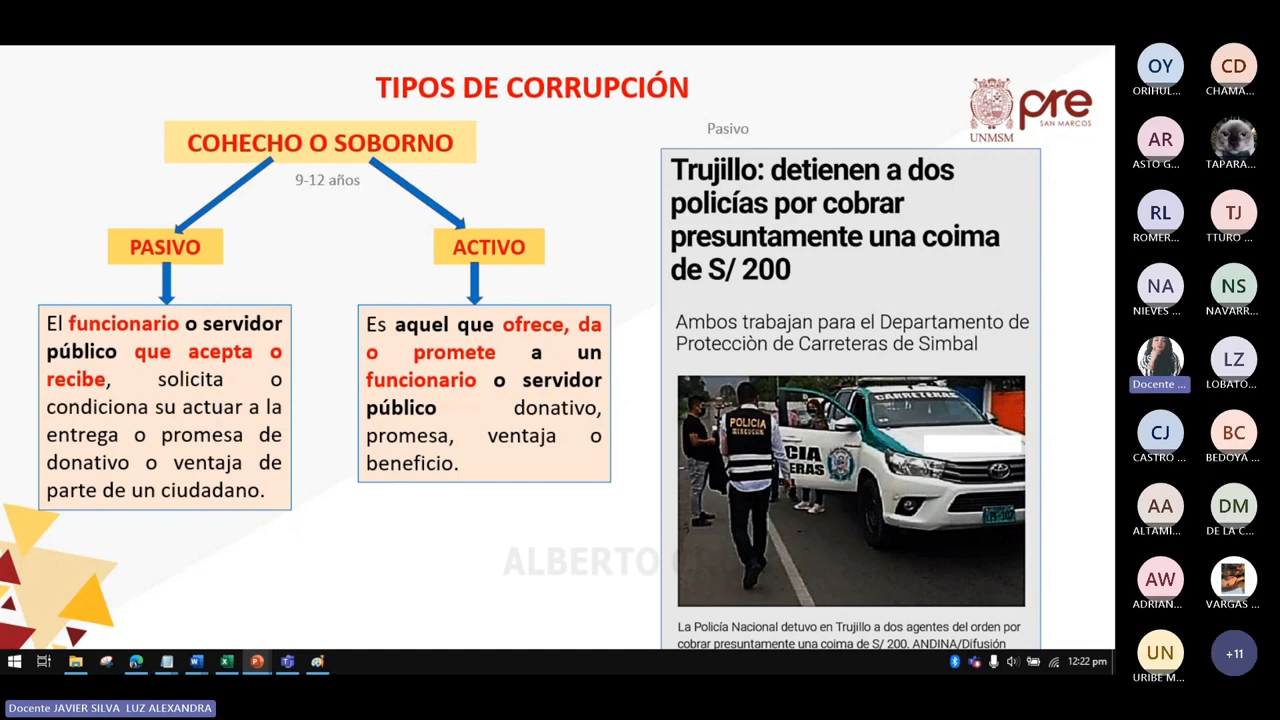 TIPOS DE CORRUPCIÓN
UNMSM
pre
SAN MARCOS
COHECHO O SOBORNO
9-12 años
PASIVO
ACTIVO
El funcionario o servidor
público que acepta o
recibe, solicita o
condiciona su actuar a la
entrega o promesa de
donativo o ventaja de
parte de un ciudadano.
Es aquel que ofrece, da
o promete a un
funcionario o servidor
público donativo,
promesa, ventaja o
beneficio.
Pasivo
Trujillo: detienen a dos
policías por cobrar
presuntamente una coima
de S/ 200
Ambos trabajan para el Departamento de
Protecciòn de Carreteras de Simbal
CARRETERAS
POLICIA
CIA
ERAS
La Policía Nacional detuvo en Trujillo a dos agentes del orden por
cobrar presuntamente una coima de S/ 200. ANDINA/Difusión
ALBERTO
12:22 pm
Docente JAVIER SILVA LUZ ALEXANDRA
OY
ORIHUL...
CD
CHAMA...
AR
ASTO G...
TAPARA...
RL
ROMER...
TJ
TTURO ...
NA
NIEVES ...
NS
NAVARR...
Docente ...
LZ
LOBATO...
CJ
CASTRO ...
BC
BEDOYA ...
AA
ALTAMI...
DM
DE LA C...
AW
ADRIAN...
VARGAS ...
UN
URIBE M...
+11